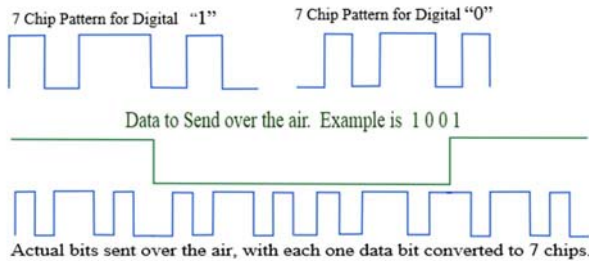 7 Chip Pattern for Digital “1”
7 Chip Pattern for Digital “0”
Data to Send over the air. Example is 1 0 0 1
Actual bits sent over the air, with each one data bit converted to 7 chips.